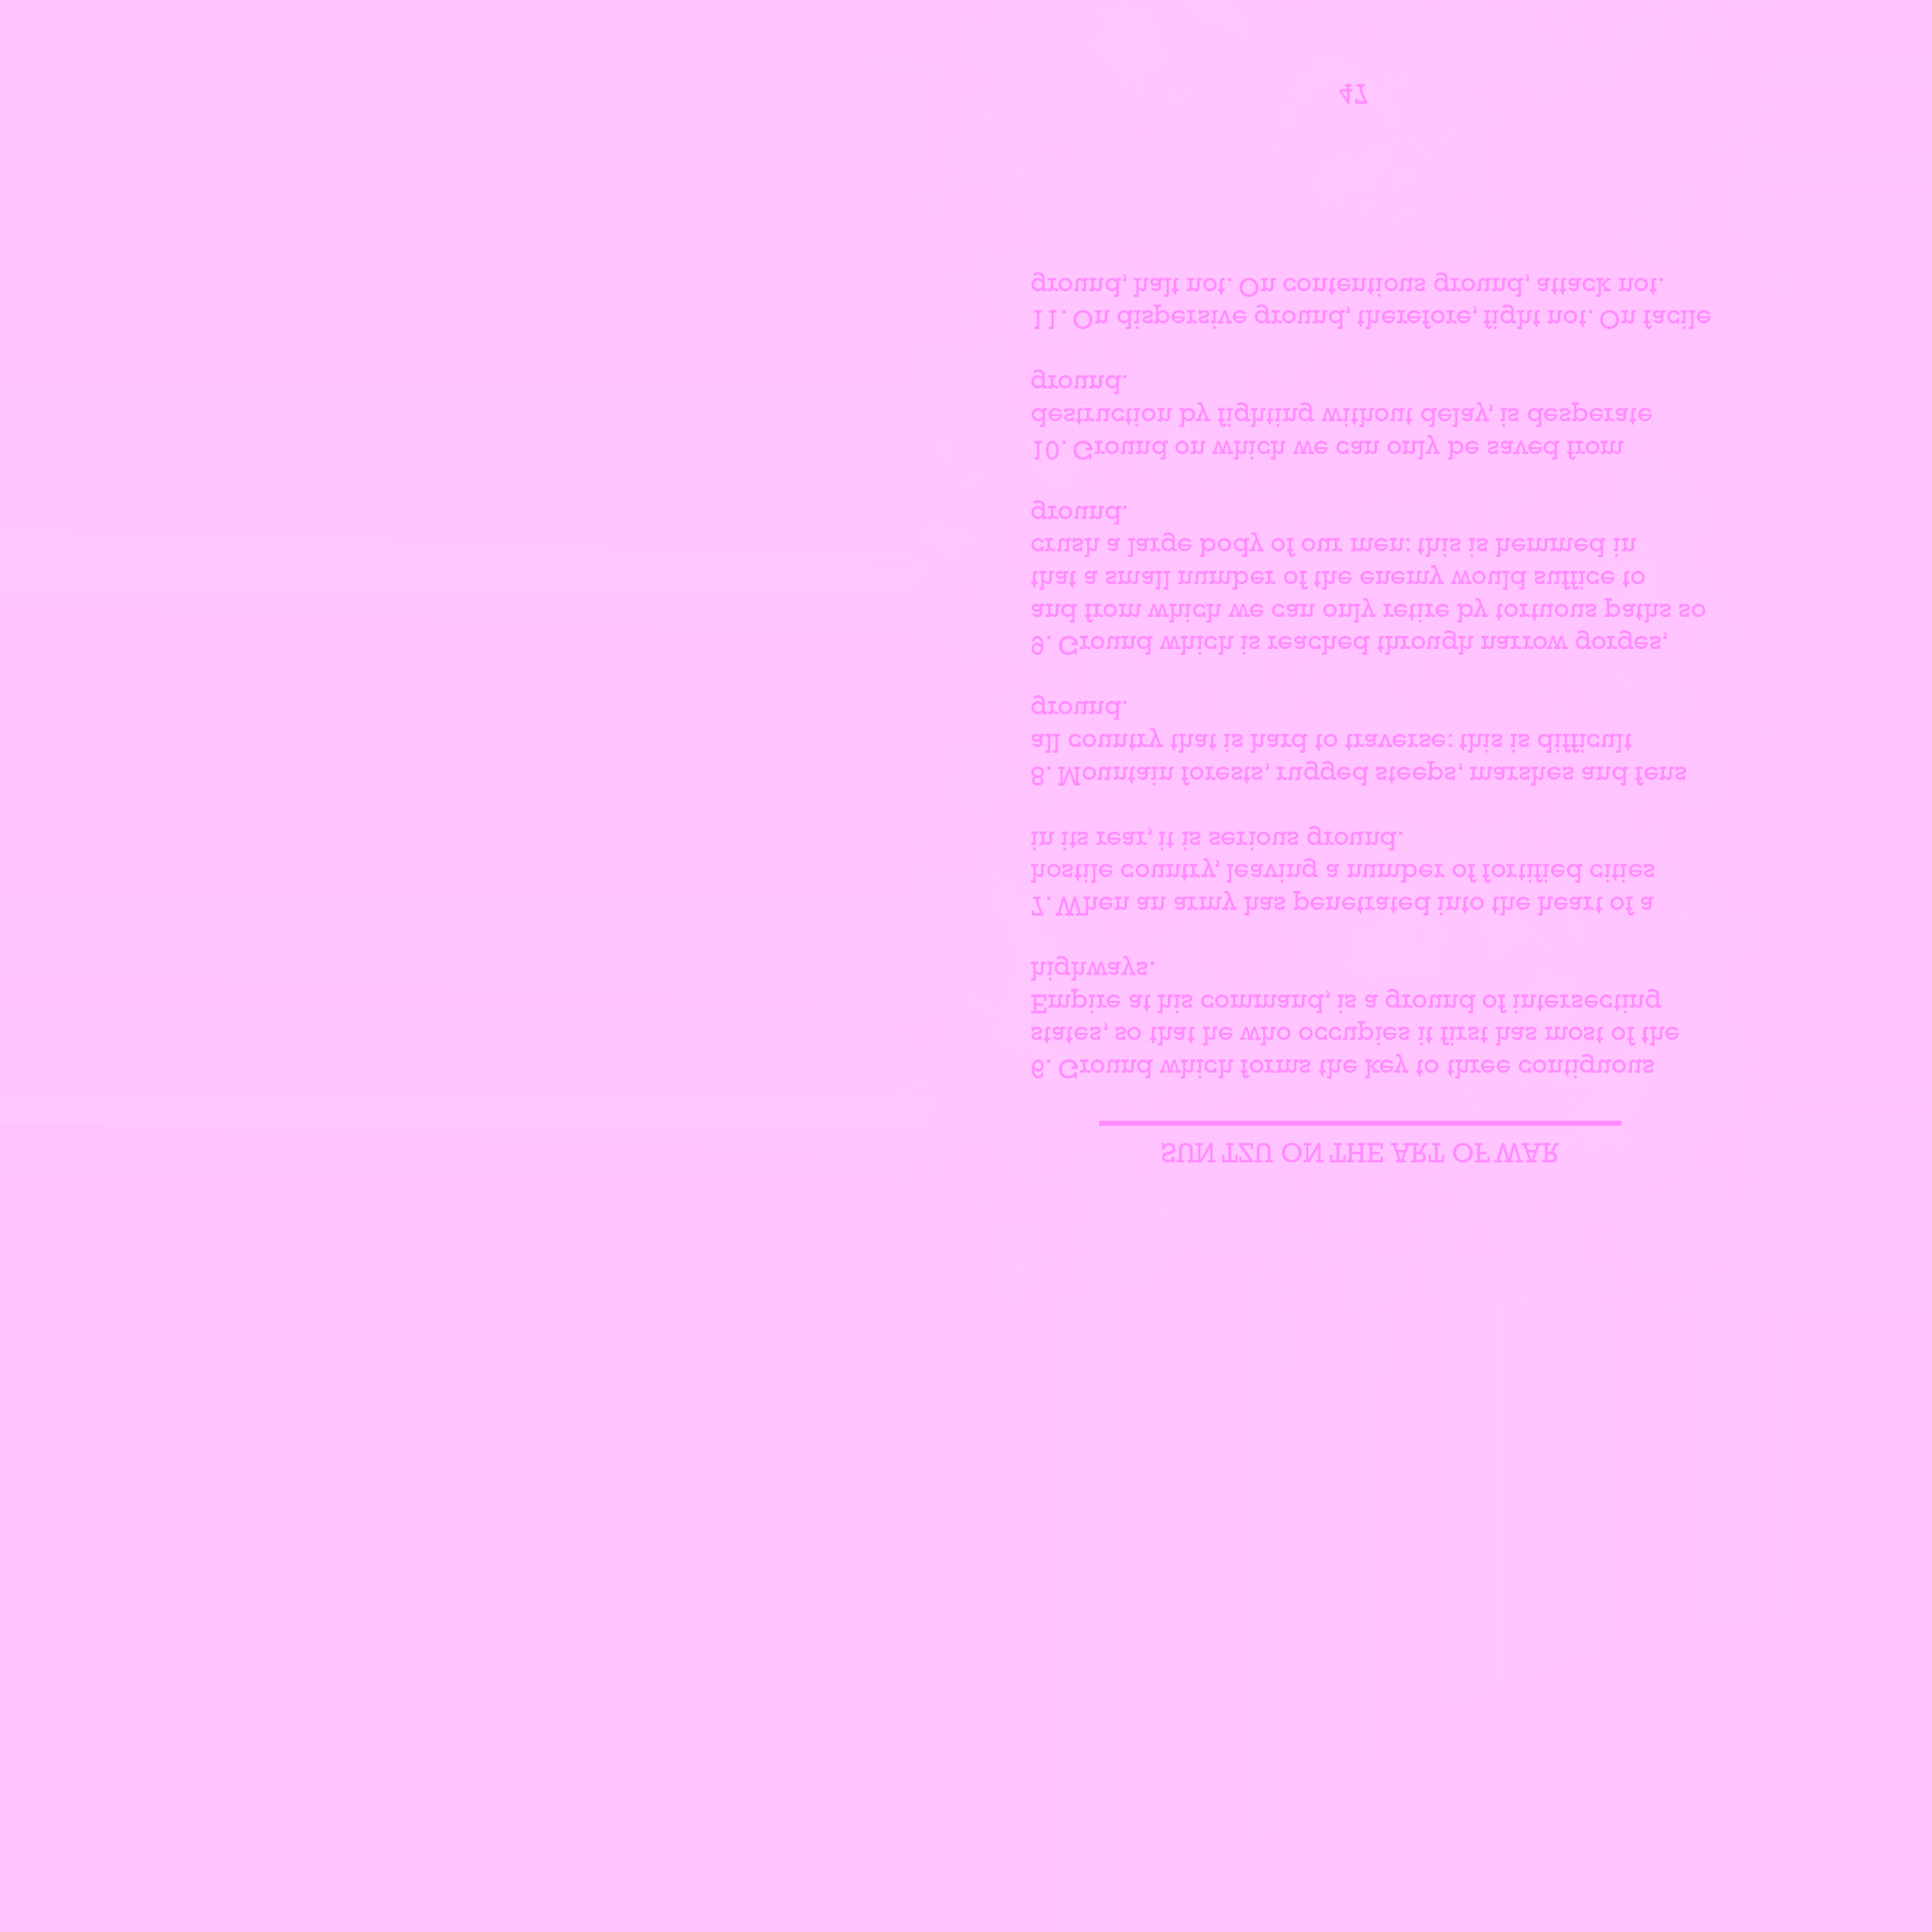 SUN TZU ON THE ART OF WAR
6. Ground which forms the key to three contiguous
states, so that he who occupies it first has most of the
Empire at his command, is a ground of intersecting
highways.
7. When an army has penetrated into the heart of a
hostile country, leaving a number of fortified cities
in its rear, it is serious ground.
8. Mountain forests, rugged steeps, marshes and fens
all country that is hard to traverse: this is difficult
ground.
9. Ground which is reached through narrow gorges,
and from which we can only retire by tortuous paths so
that a small number of the enemy would suffice to
crush a large body of our men: this is hemmed in
ground.
10. Ground on which we can only be saved from
destruction by fighting without delay, is desperate
ground.
11. On dispersive ground, therefore, fight not. On facile
ground, halt not. On contentious ground, attack not.
47